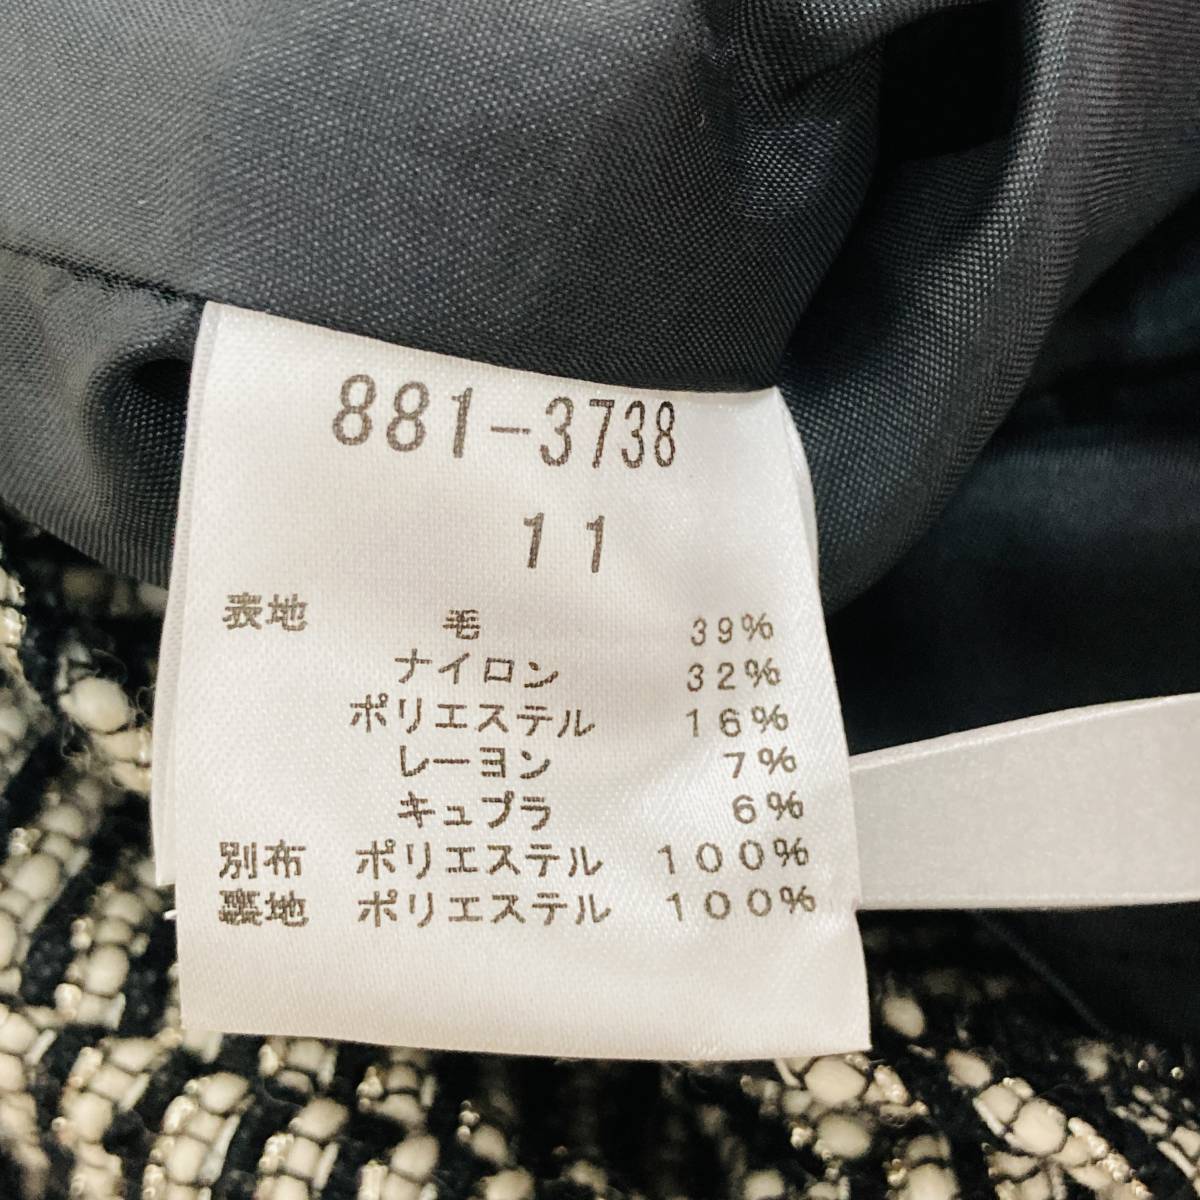 881-3738
11
表地 毛 39%
ナイロン 32%
ポリエステル 16%
レーヨン 7%
キュプラ 6%
別布 ポリエステル 100%
裏地 ポリエステル 100%